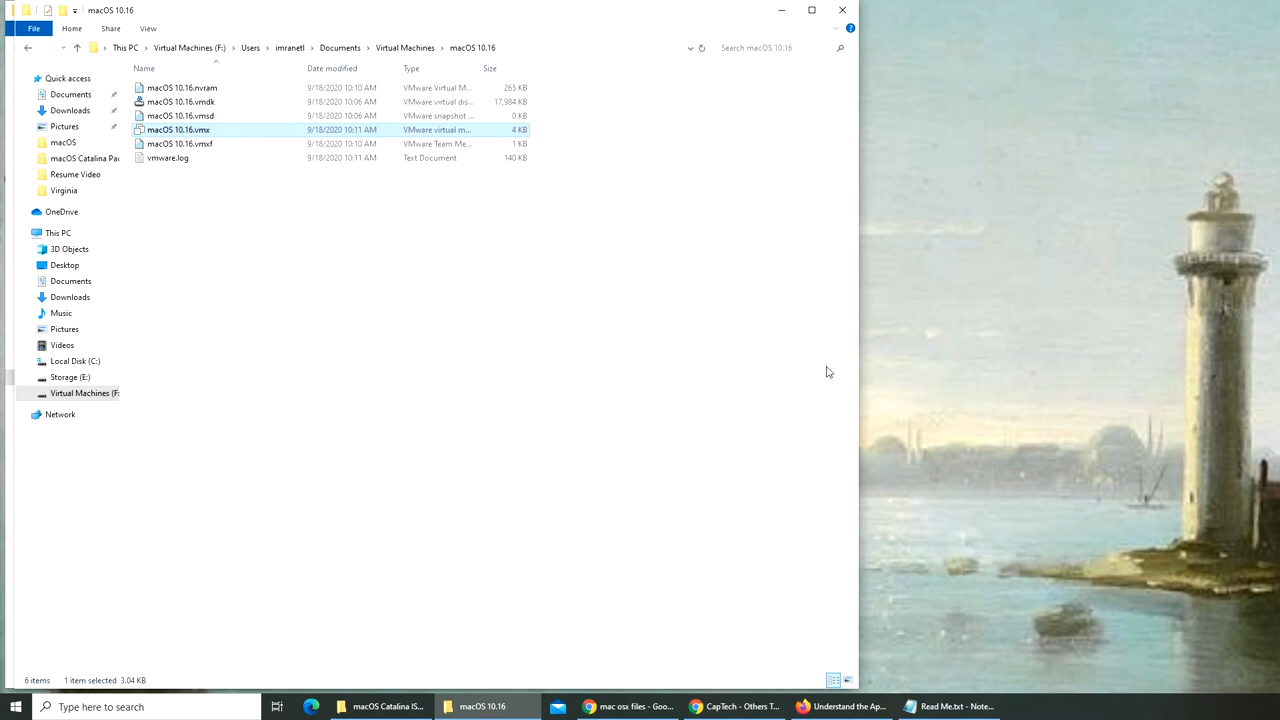 macOS 10.16
File Home Share View
This PC Virtual Machines (F:) Users imranetl Documents Virtual Machines macOS 10.16 Search macOS 10.16
Name Date modified Type Size
macOS 10.16.nvram 9/18/2020 10:10 AM VMware Virtual M... 265 KB
macOS 10.16.vmdk 9/18/2020 10:06 AM VMware virtual dis... 17,984 KB
macOS 10.16.vmsd 9/18/2020 10:06 AM VMware snapshot ... 0 KB
macOS 10.16.vmx 9/18/2020 10:11 AM VMware virtual m... 4 KB
macOS 10.16.vmxf 9/18/2020 10:10 AM VMware Team Me... 1 KB
vmware.log 9/18/2020 10:11 AM Text Document 140 KB
Quick access
Documents
Downloads
Pictures
macOS
macOS Catalina Pac
Resume Video
Virginia
OneDrive
This PC
3D Objects
Desktop
Documents
Downloads
Music
Pictures
Videos
Local Disk (C:)
Storage (E:)
Virtual Machines (F:
Network
6 items 1 item selected 3.04 KB
Type here to search macOS Catalina IS... macOS 10.16 mac osx files - Goo... CapTech - Others T... Understand the Ap... Read Me.txt - Note...